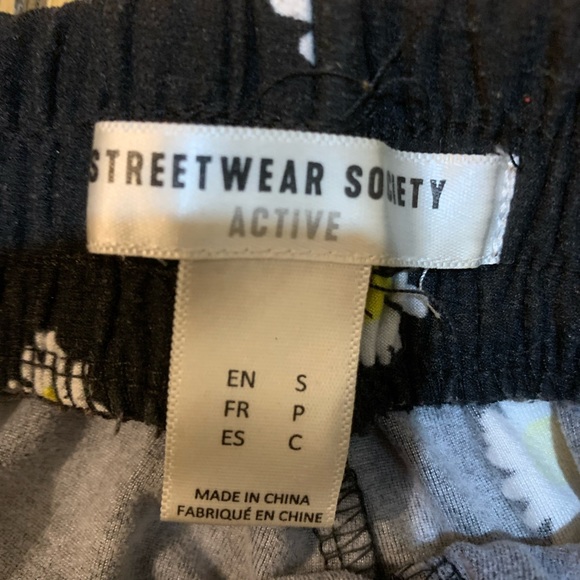 STREETWEAR SOCIETY
ACTIVE
EN S
FR P
ES C
MADE IN CHINA
FABRIQUÉ EN CHINE